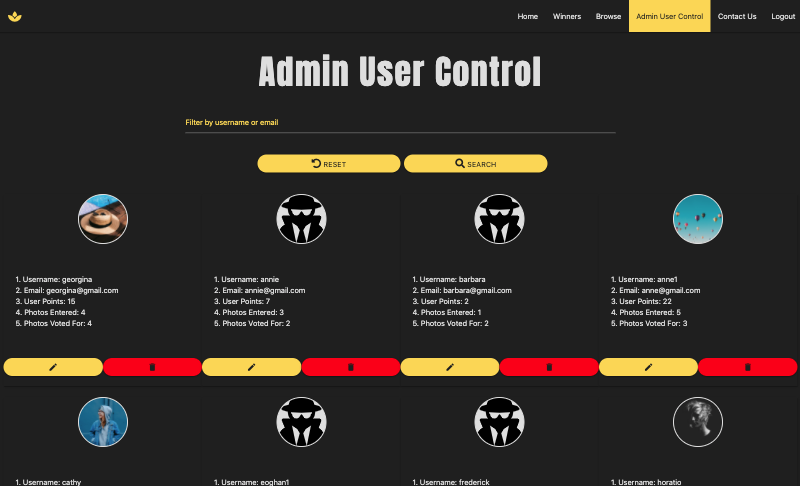 Home Winners Browse Admin User Control Contact Us Logout
Admin User Control
Filter by username or email
RESET SEARCH
1. Username: georgina
2. Email: georgina@gmail.com
3. User Points: 15
4. Photos Entered: 4
5. Photos Voted For: 4
1. Username: annie
2. Email: annie@gmail.com
3. User Points: 7
4. Photos Entered: 3
5. Photos Voted For: 2
1. Username: barbara
2. Email: barbara@gmail.com
3. User Points: 2
4. Photos Entered: 1
5. Photos Voted For: 2
1. Username: anne1
2. Email: anne@gmail.com
3. User Points: 22
4. Photos Entered: 5
5. Photos Voted For: 3
1. Username: cathy
1. Username: eoghan1
1. Username: frederick
1. Username: horatio